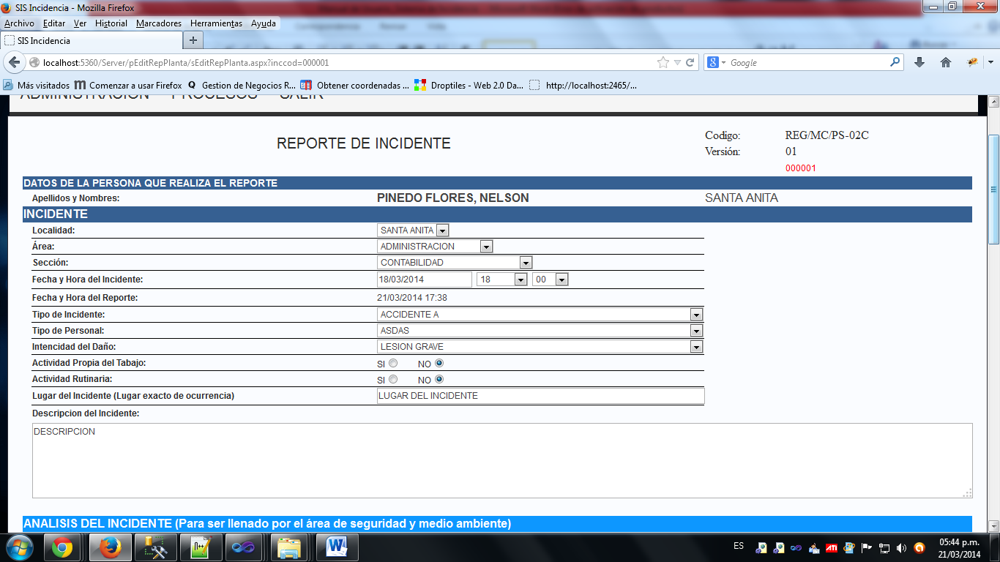 SIS Incidencia - Mozilla Firefox
Archivo Editar Ver Historial Marcadores Herramientas Ayuda
SIS Incidencia
localhost:5360/Server/pEditRepPlanta/sEditRepPlanta.aspx?inccod=000001
Google
Más visitados Comenzar a usar Firefox Gestion de Negocios R... Obtener coordenadas ... Droptiles - Web 2.0 Da... http://localhost:2465/...
ADMINISTRACION PROCESOS SALIR
REPORTE DE INCIDENTE
Codigo: REG/MC/PS-02C
Versión: 01
000001
DATOS DE LA PERSONA QUE REALIZA EL REPORTE
Apellidos y Nombres: PINEDO FLORES, NELSON SANTA ANITA
INCIDENTE
Localidad: SANTA ANITA
Área: ADMINISTRACION
Sección: CONTABILIDAD
Fecha y Hora del Incidente: 18/03/2014 18 00
Fecha y Hora del Reporte: 21/03/2014 17:38
Tipo de Incidente: ACCIDENTE A
Tipo de Personal: ASDAS
Intencidad del Daño: LESION GRAVE
Actividad Propia del Tabajo: SI NO
Actividad Rutinaria: SI NO
Lugar del Incidente (Lugar exacto de ocurrencia) LUGAR DEL INCIDENTE
Descripcion del Incidente:
DESCRIPCION
ANALISIS DEL INCIDENTE (Para ser llenado por el área de seguridad y medio ambiente)
ES
05:44 p.m.
21/03/2014